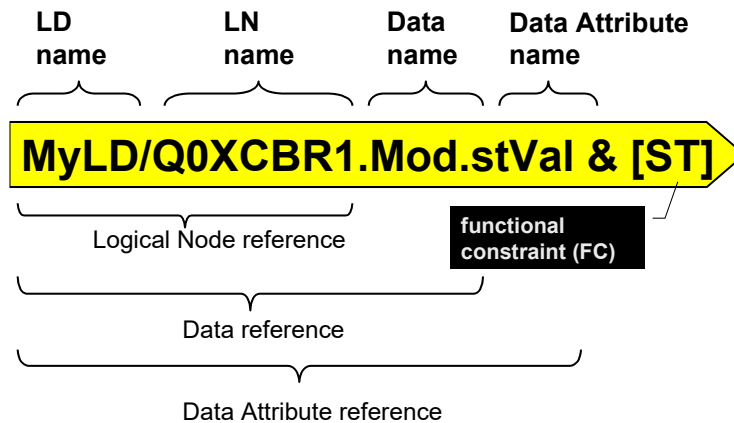 LD name
LN name
Data name
Data Attribute name
MyLD/Q0XCBR1.Mod.stVal & [ST]
functional
constraint (FC)
Logical Node reference
Data reference
Data Attribute reference